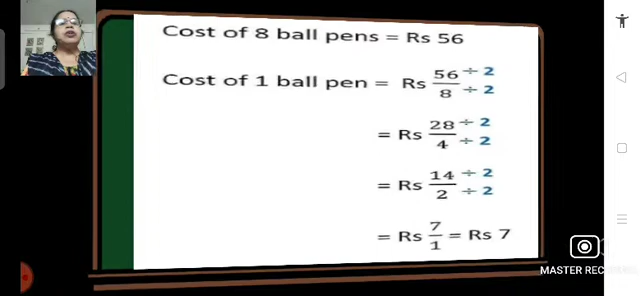 Cost of 8 ball pens = Rs 56
Cost of 1 ball pen = Rs 56/8 ÷ 2 ÷ 2
= Rs 28/4 ÷ 2 ÷ 2
= Rs 14/2 ÷ 2 ÷ 2
= Rs 7/1 = Rs 7
MASTER REC